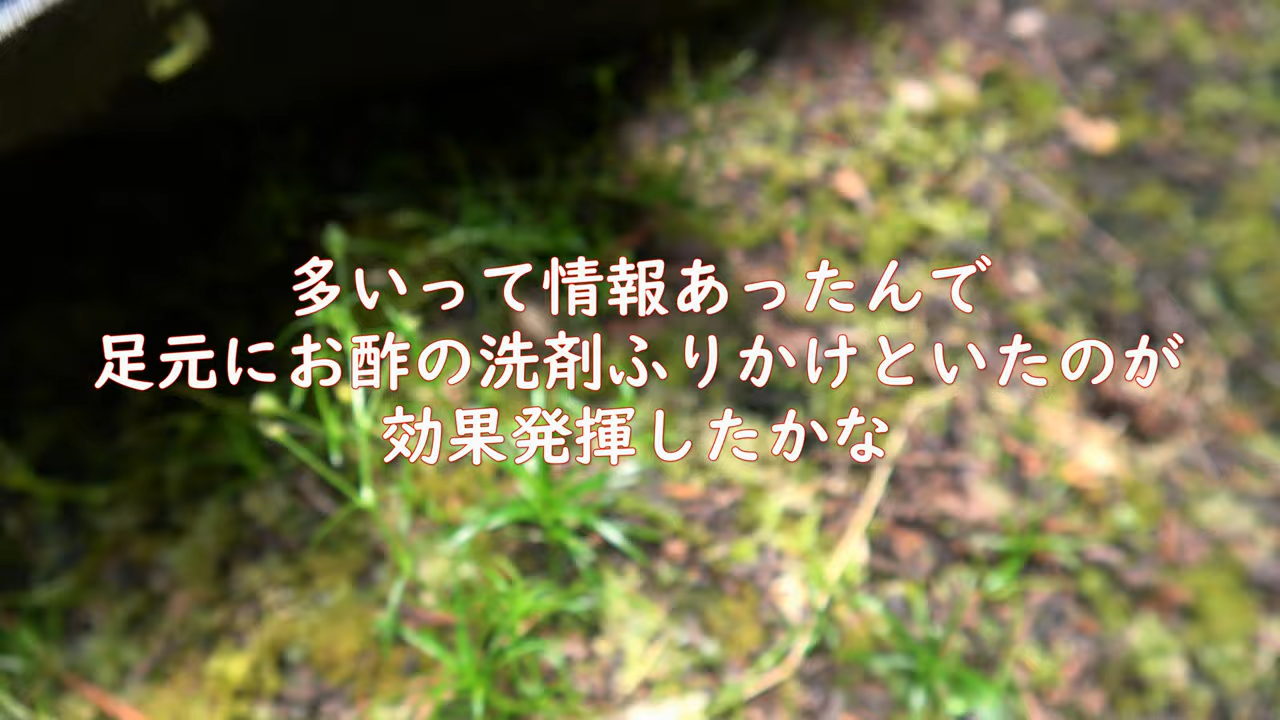 多いって情報あったんで
足元にお酢の洗剤ふりかけといたのが
効果発揮したかな